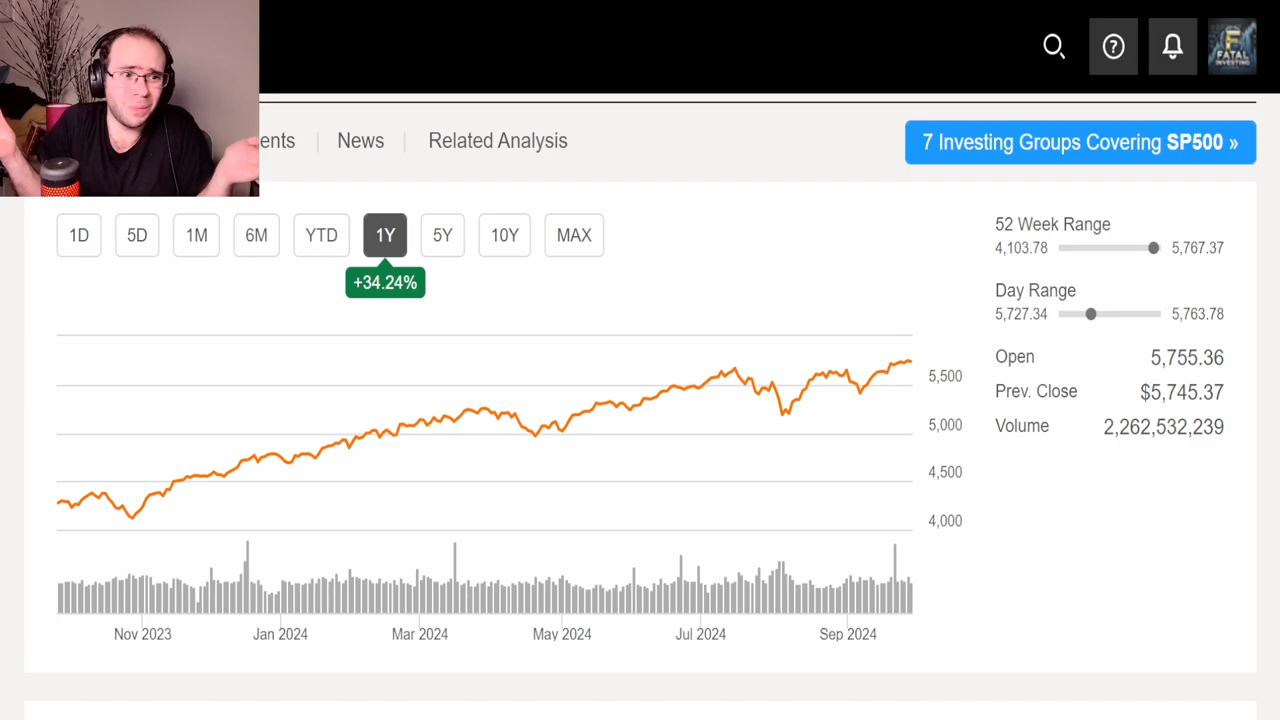 F
FATAL
INVESTING
ents
News
Related Analysis
7 Investing Groups Covering SP500 »
1D
5D
1M
6M
YTD
1Y
5Y
10Y
MAX
+34.24%
52 Week Range
4,103.78
5,767.37
Day Range
5,727.34
5,763.78
Open 5,755.36
Prev. Close $5,745.37
Volume 2,262,532,239
5,500
5,000
4,500
4,000
Nov 2023
Jan 2024
Mar 2024
May 2024
Jul 2024
Sep 2024